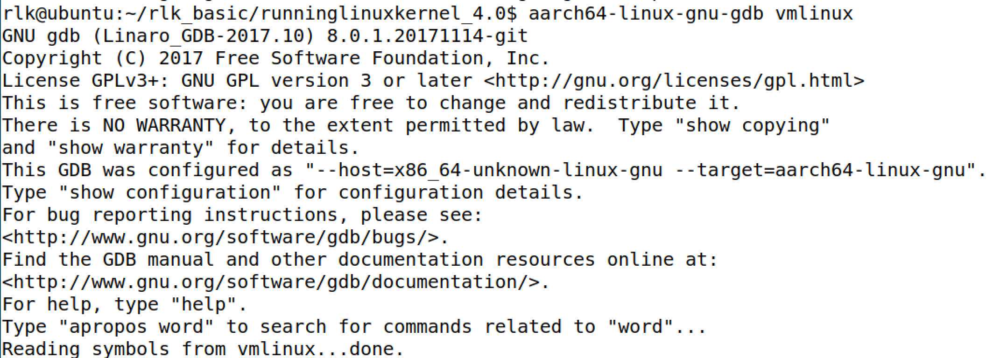 rlk@ubuntu:~/rlk_basic/runninglinuxkernel_4.0$ aarch64-linux-gnu-gdb vmlinux
GNU gdb (Linaro_GDB-2017.10) 8.0.1.20171114-git
Copyright (C) 2017 Free Software Foundation, Inc.
License GPLv3+: GNU GPL version 3 or later <http://gnu.org/licenses/gpl.html>
This is free software: you are free to change and redistribute it.
There is NO WARRANTY, to the extent permitted by law.  Type "show copying"
and "show warranty" for details.
This GDB was configured as "--host=x86_64-unknown-linux-gnu --target=aarch64-linux-gnu".
Type "show configuration" for configuration details.
For bug reporting instructions, please see:
<http://www.gnu.org/software/gdb/bugs/>.
Find the GDB manual and other documentation resources online at:
<http://www.gnu.org/software/gdb/documentation/>.
For help, type "help".
Type "apropos word" to search for commands related to "word"...
Reading symbols from vmlinux...done.